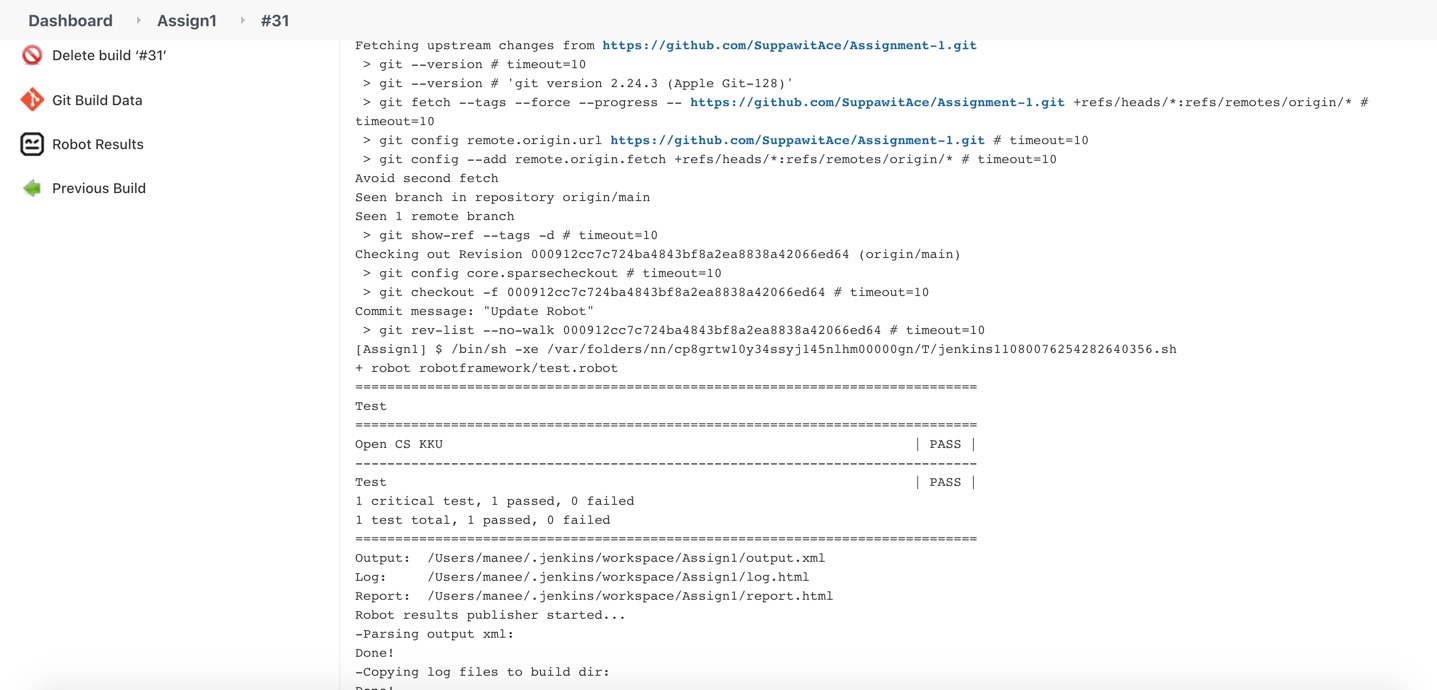 Dashboard Assign1 #31
Delete build ‘#31’
Git Build Data
Robot Results
Previous Build
Fetching upstream changes from https://github.com/SuppawitAce/Assignment-1.git
> git --version # timeout=10
> git --version # 'git version 2.24.3 (Apple Git-128)'
> git fetch --tags --force --progress -- https://github.com/SuppawitAce/Assignment-1.git +refs/heads/*:refs/remotes/origin/* #
timeout=10
> git config remote.origin.url https://github.com/SuppawitAce/Assignment-1.git # timeout=10
> git config --add remote.origin.fetch +refs/heads/*:refs/remotes/origin/* # timeout=10
Avoid second fetch
Seen branch in repository origin/main
Seen 1 remote branch
> git show-ref --tags -d # timeout=10
Checking out Revision 000912cc7c724ba4843bf8a2ea8838a42066ed64 (origin/main)
> git config core.sparsecheckout # timeout=10
> git checkout -f 000912cc7c724ba4843bf8a2ea8838a42066ed64 # timeout=10
Commit message: "Update Robot"
> git rev-list --no-walk 000912cc7c724ba4843bf8a2ea8838a42066ed64 # timeout=10
[Assign1] $ /bin/sh -xe /var/folders/nn/cp8grtw10y34ssyj145nlhm00000gn/T/jenkins11080076254282640356.sh
+ robot robotframework/test.robot
==============================================================================
Test
==============================================================================
Open CS KKU | PASS |
------------------------------------------------------------------------------
Test | PASS |
1 critical test, 1 passed, 0 failed
1 test total, 1 passed, 0 failed
==============================================================================
Output: /Users/manee/.jenkins/workspace/Assign1/output.xml
Log: /Users/manee/.jenkins/workspace/Assign1/log.html
Report: /Users/manee/.jenkins/workspace/Assign1/report.html
Robot results publisher started...
-Parsing output xml:
Done!
-Copying log files to build dir:
Done!